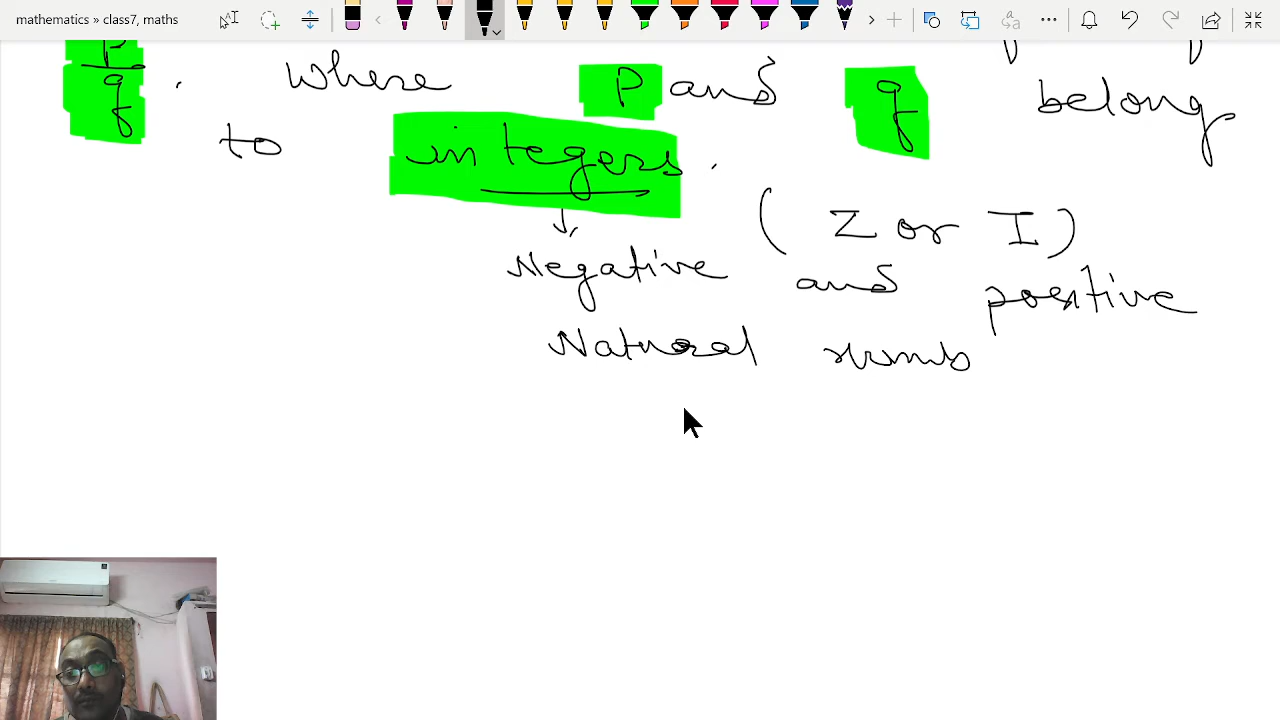 mathematics » class7, maths
P
q . where P and q belong
to integers.
( Z or I )
Negative and positive
Natural numb